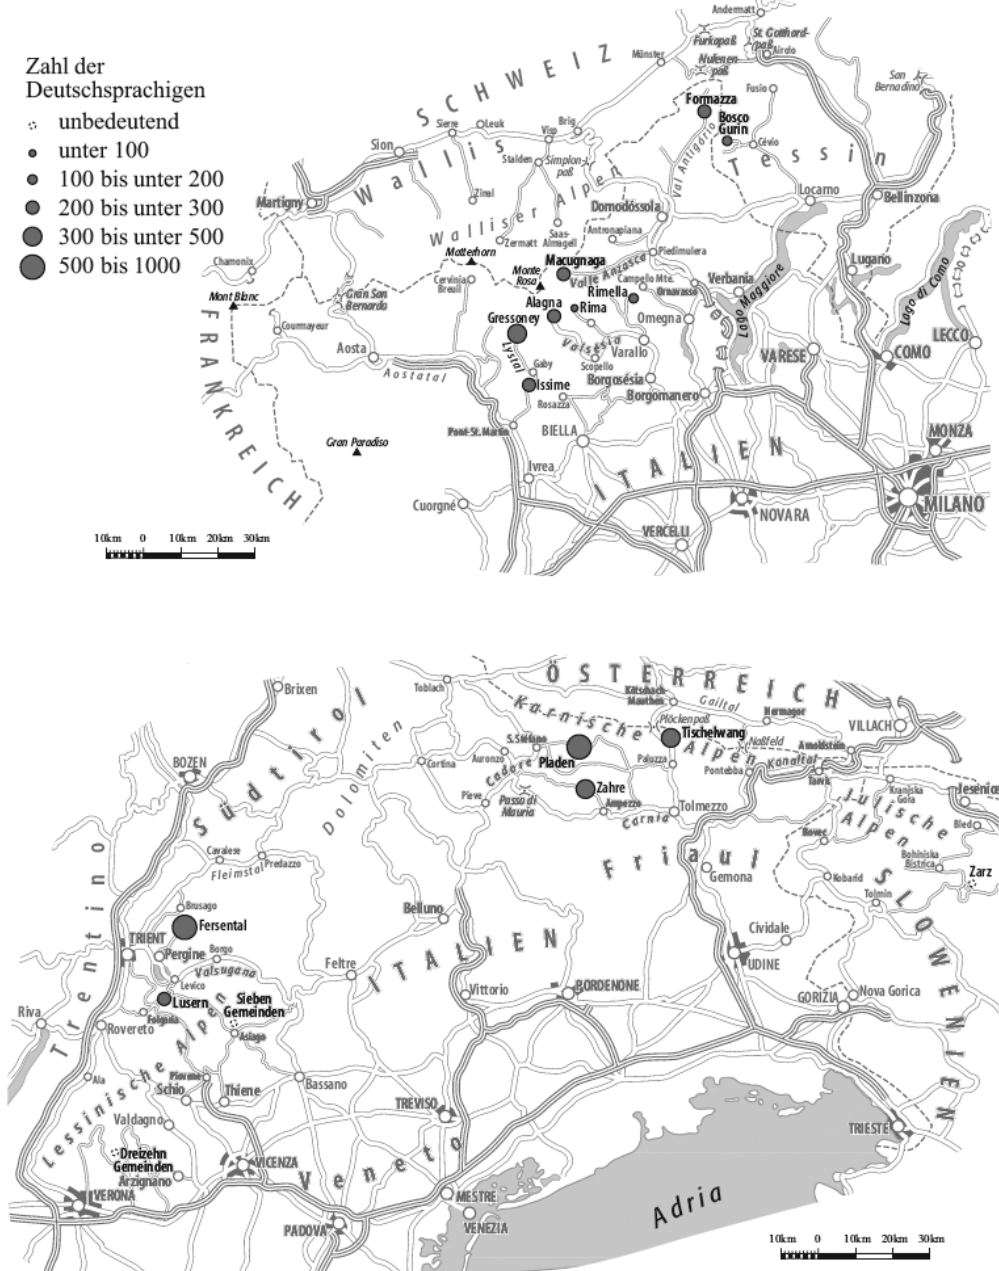 Zahl der
Deutschsprachigen
unbedeutend
unter 100
100 bis unter 200
200 bis unter 300
300 bis unter 500
500 bis 1000
Andermatt
Furkapaß
St. Gotthard-
paß
Airolo
Münster
Nufenen-
paß
San
Bernadino
SCHWEIZ
Formazza
Fusio
Bosco
Gurin
Cévio
Sierre
Leuk
Visp
Brig
Sion
Wallis
Stalden
Simplon-
paß
Val Antigorio
Tessin
Zinal
Walliser Alpen
Martigny
Domodóssola
Locarno
Bellinzona
Zermatt
Saas-
Almagell
Antronapiana
Matterhorn
Piedimulera
Chamonix
Cervinia
Breuil
Monte
Rosa
Macugnaga
Valle Anzasca
Campello Mte.
Ornavasso
Verbania
Lugano
Mont Blanc
Gran San
Bernardo
Rimella
Alagna
Rima
Omegna
Lago Maggiore
Lago di Como
Gressoney
Courmayeur
Aosta
Aostatal
Lystal
Valsesia
Varallo
Scopello
Gaby
VARESE
COMO
LECCO
Issime
Borgosésia
Rosazza
Borgomanero
FRANKREICH
Gran Paradiso
Pont-St. Martin
BIELLA
ITALIEN
MONZA
Ivrea
Cuorgné
NOVARA
MILANO
VERCELLI
10km 0 10km 20km 30km
Brixen
Toblach
ÖSTERREICH
Kötschach-
Mauthen
Gailtal
Hermagor
VILLACH
Karnische Alpen
Plöckenpaß
Tischelwang
Naßfeld
Arnoldstein
S. Stéfano
Pladen
Paluzza
Pontebba
Kanaltal
Tarvis
BOZEN
Südtirol
Dolomiten
Cortina
Auronzo
Cadore
Zahre
Pieve
Passo di
Mauria
Ampezzo
Carnia
Tolmezzo
Kranjska
Gora
Jesenice
Julische
Alpen
Bled
Bovec
Bohiniska
Bistrica
Zarz
Cavalese
Predazzo
Fleimstal
Friaul
Gemona
Kobarid
Tolmin
SLOWENIEN
Trentino
Brusago
Fersental
Belluno
TRIENT
Pergine
Borgo
Valsugana
Levico
Feltre
ITALIEN
Cividale
UDINE
Lusern
Sieben
Gemeinden
Vittorio
PORDENONE
GORIZIA
Nova Gorica
Riva
Rovereto
Folgaria
Asiago
Lessinische Alpen
Ala
Piovene
Schio
Thiene
Bassano
Valdagno
TREVISO
TRIESTE
Dreizehn
Gemeinden
Arzignano
VICENZA
Veneto
VERONA
MESTRE
PADOVA
VENEZIA
Adria
10km 0 10km 20km 30km